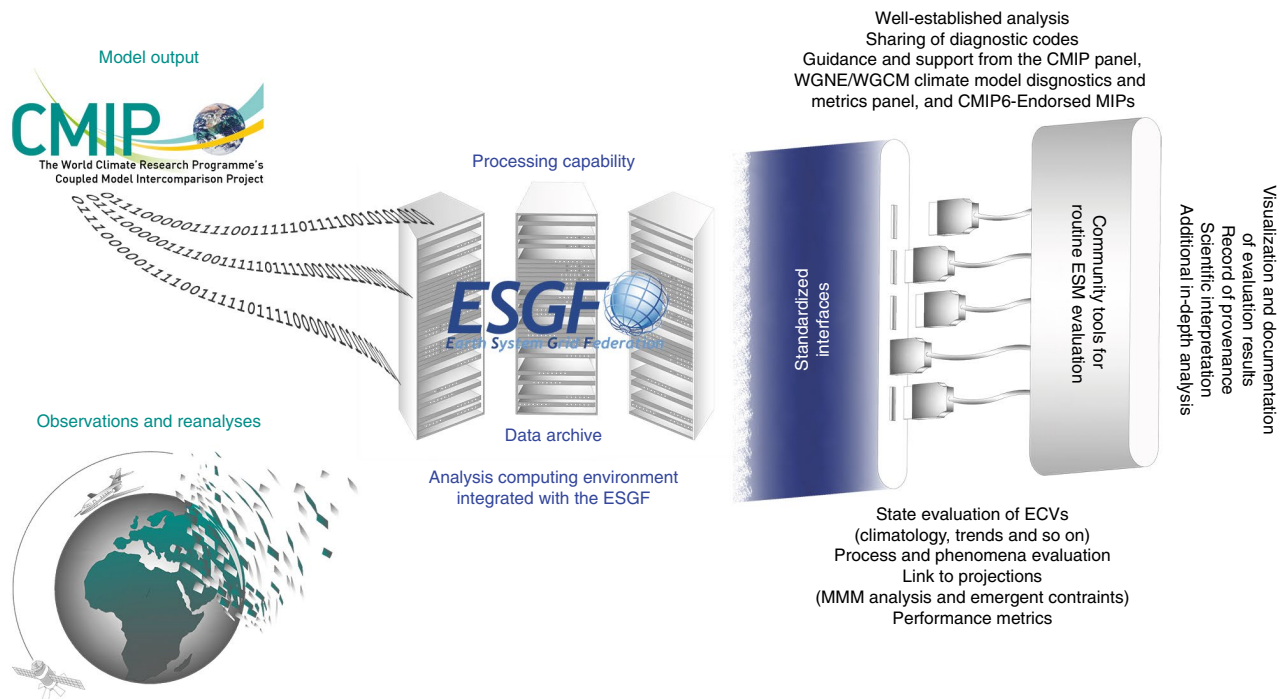 Model output
CMIP
The World Climate Research Programme's
Coupled Model Intercomparison Project
011100000111100111110111100101010010
Observations and reanalyses
Processing capability
ESGF
Earth System Grid Federation
Data archive
Analysis computing environment
integrated with the ESGF
Well-established analysis
Sharing of diagnostic codes
Guidance and support from the CMIP panel,
WGNE/WGCM climate model disgnostics and
metrics panel, and CMIP6-Endorsed MIPs
Standardized
interfaces
Community tools for
routine ESM evaluation
Visualization and documentation
of evaluation results
Record of provenance
Scientific interpretation
Additional in-depth analysis
State evaluation of ECVs
(climatology, trends and so on)
Process and phenomena evaluation
Link to projections
(MMM analysis and emergent contraints)
Performance metrics